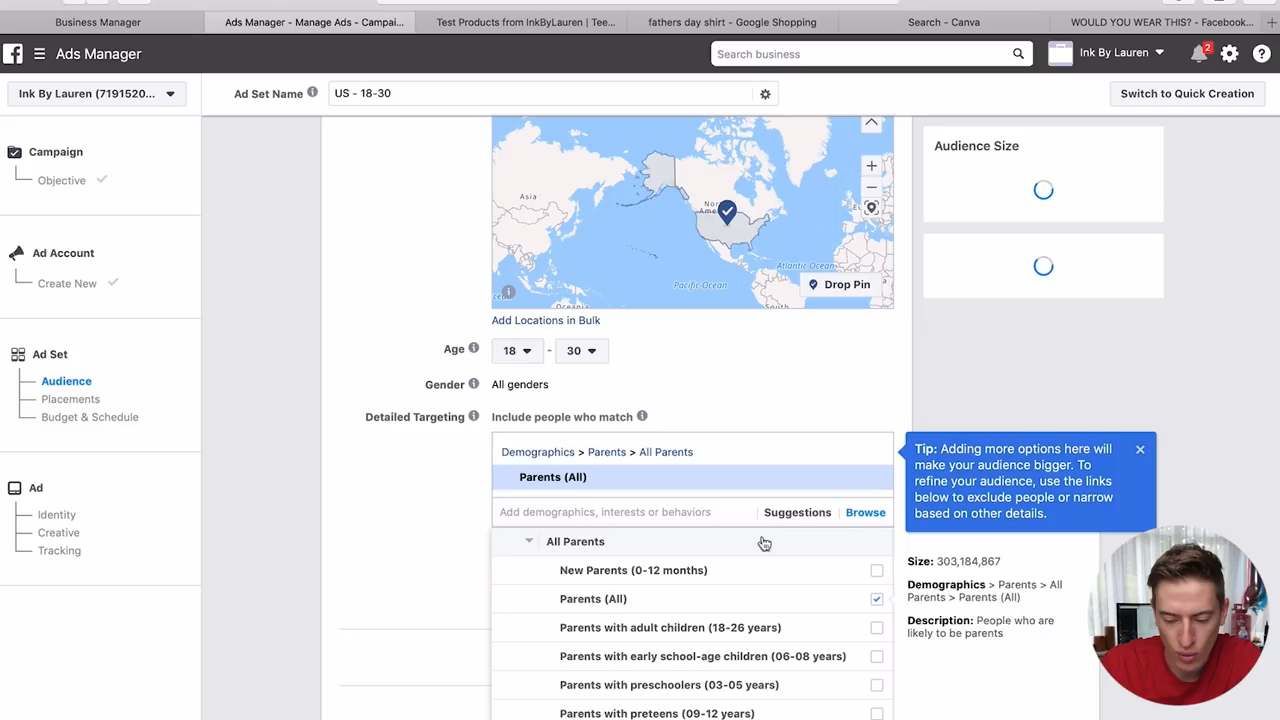 Business Manager
Ads Manager - Manage Ads - Campai...
Test Products from InkByLauren | Tee...
fathers day shirt - Google Shopping
Search - Canva
WOULD YOU WEAR THIS? - Facebook...
Ads Manager
Search business
Ink By Lauren
2
Ink By Lauren (7191520...
Ad Set Name
US - 18-30
Switch to Quick Creation
Campaign
Objective
Ad Account
Create New
Ad Set
Audience
Placements
Budget & Schedule
Ad
Identity
Creative
Tracking
Asia
Atlantic Ocean
Pacific Ocean
Drop Pin
Add Locations in Bulk
Age
18
-
30
Gender
All genders
Detailed Targeting
Include people who match
Demographics > Parents > All Parents
Parents (All)
Add demographics, interests or behaviors
Suggestions
Browse
All Parents
New Parents (0-12 months)
Parents (All)
Parents with adult children (18-26 years)
Parents with early school-age children (06-08 years)
Parents with preschoolers (03-05 years)
Parents with preteens (09-12 years)
Audience Size
Tip: Adding more options here will
make your audience bigger. To
refine your audience, use the links
below to exclude people or narrow
based on other details.
Size: 303,184,867
Demographics > Parents > All
Parents > Parents (All)
Description: People who are
likely to be parents